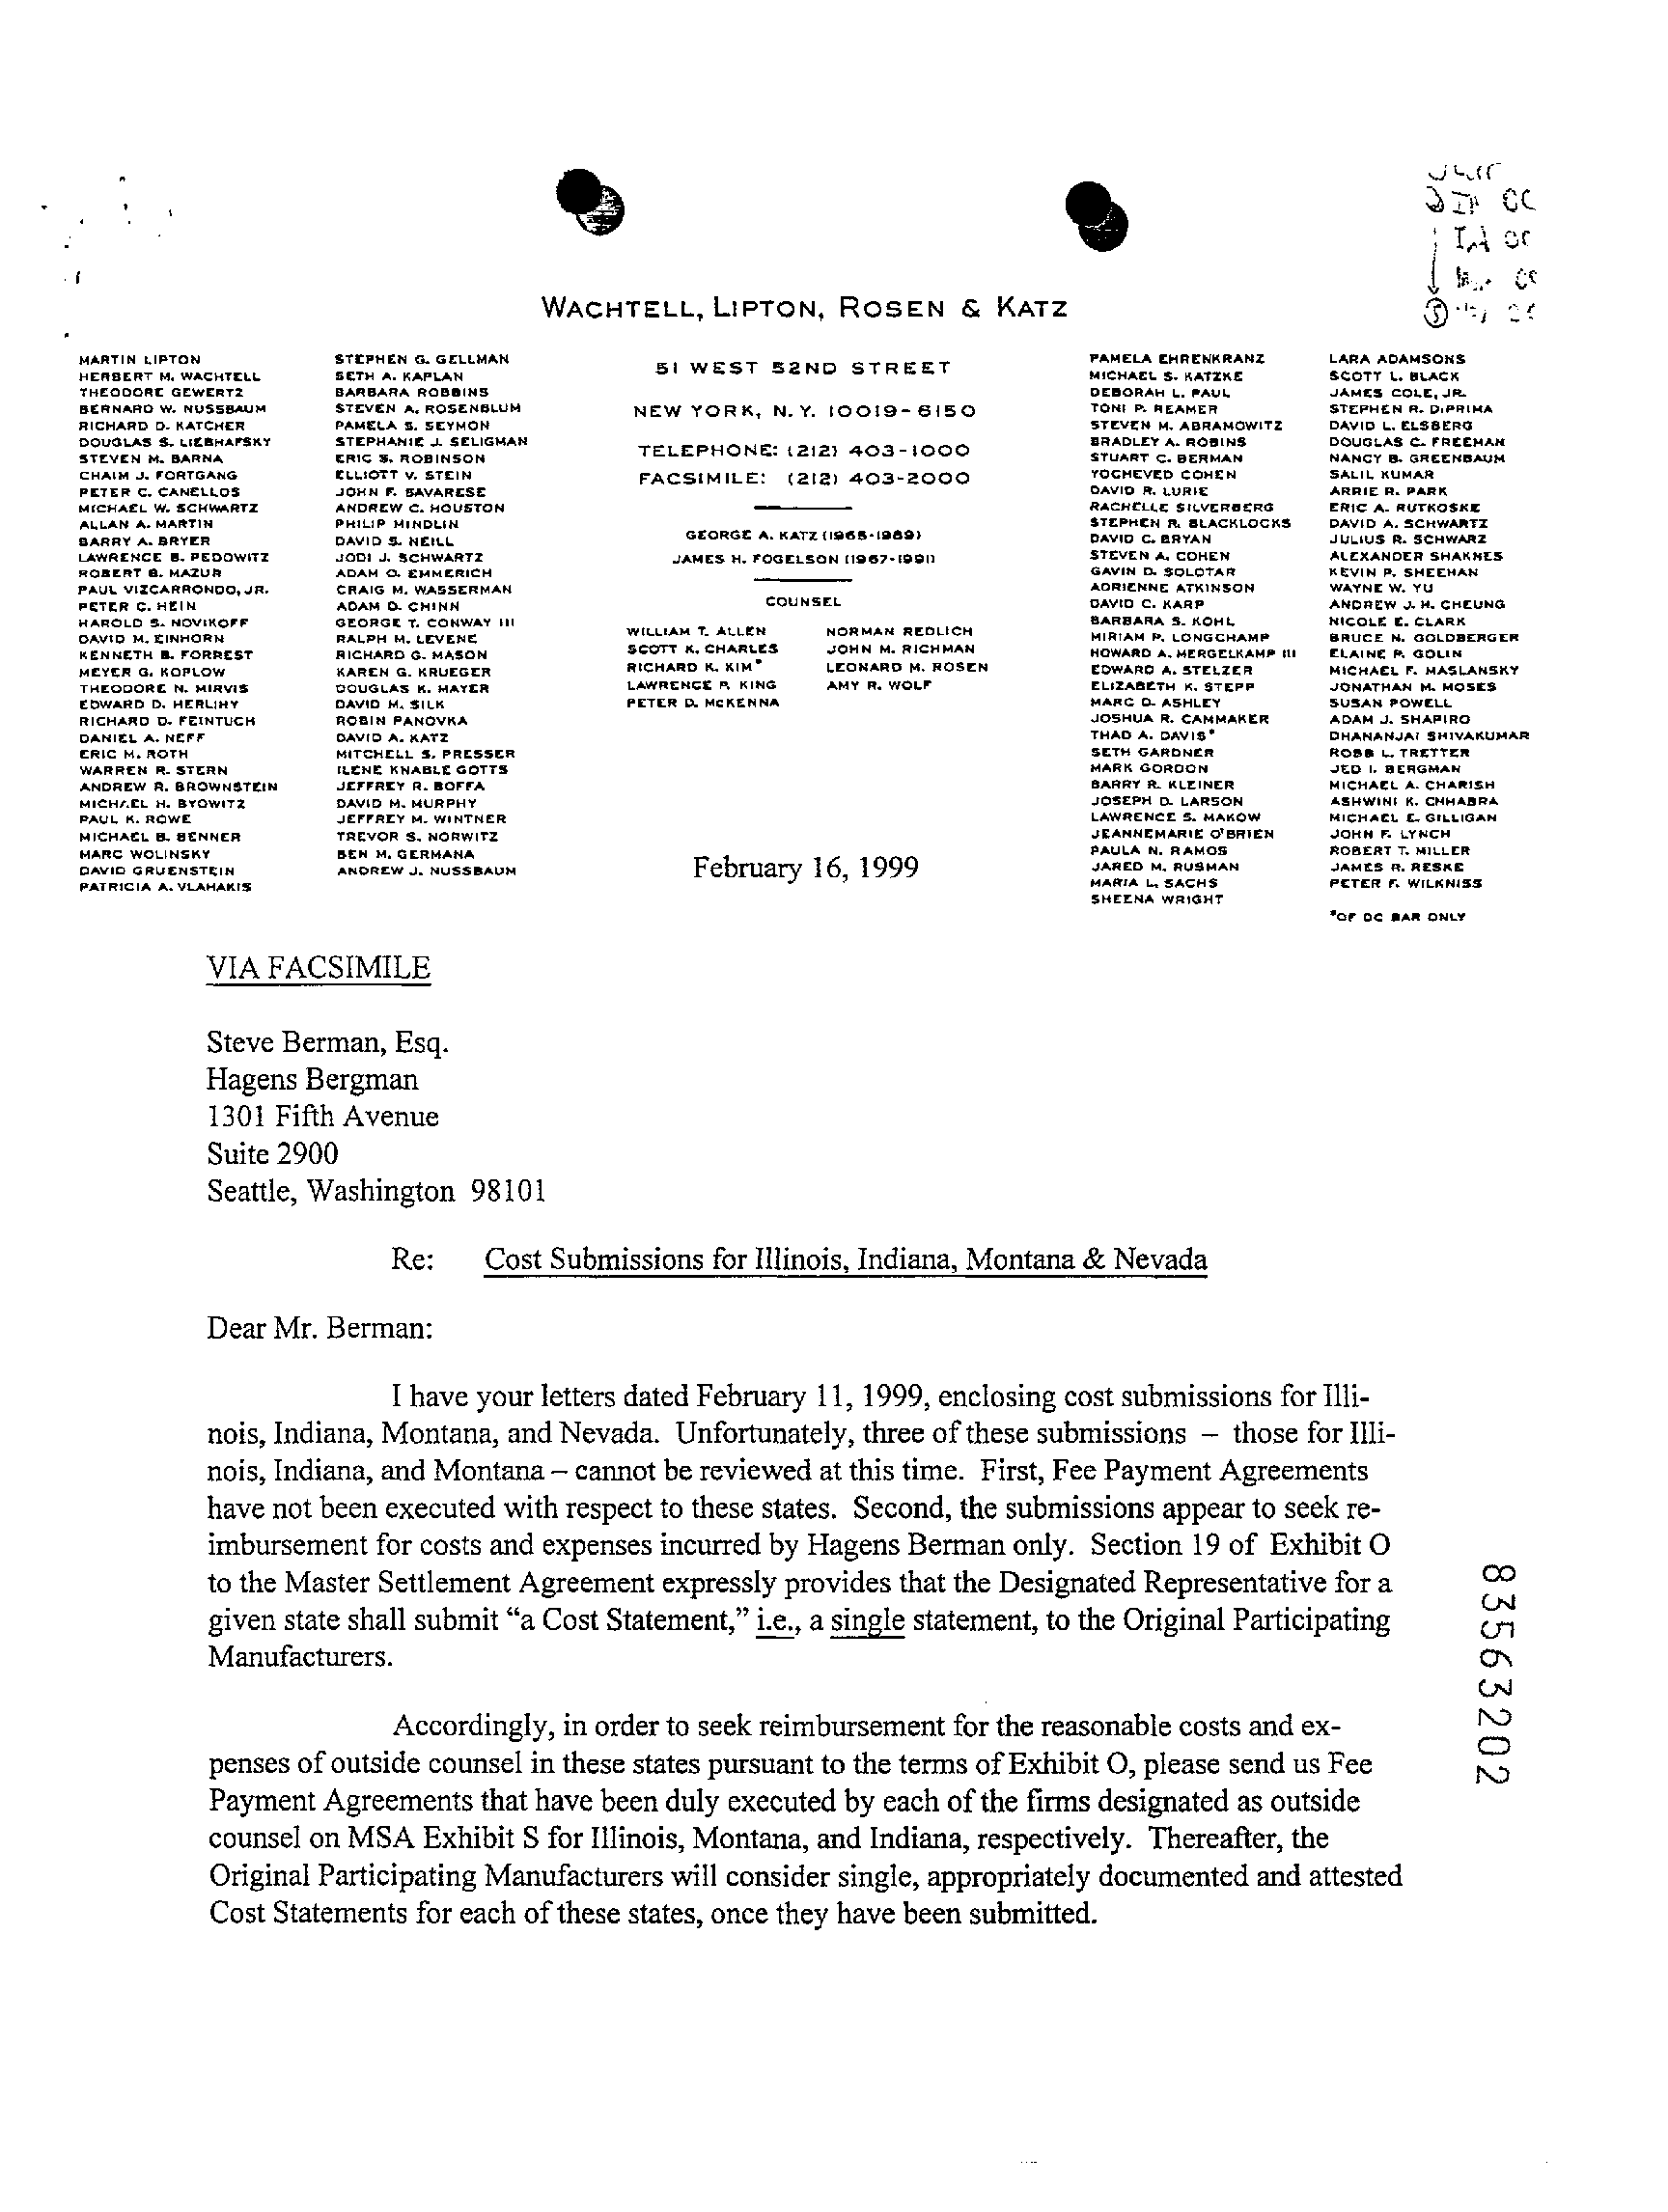 WACHTELL, LIPTON, ROSEN & KATZ
MARTIN LIPTON
HERBERT M. WACHTELL
THEODORE GEWERTZ
BERNARD W. NUSSBAUM
RICHARD D. KATCHER
DOUGLAS S. LIEBHAFSKY
STEVEN M. BARNA
CHAIM J. FORTGANG
PETER C. CANELLOS
MICHAEL W. SCHWARTZ
ALLAN A. MARTIN
BARRY A. BRYER
LAWRENCE B. PEDOWITZ
ROBERT B. MAZUR
PAUL VIZCARRONDO, JR.
PETER C. HEIN
HAROLD S. NOVIKOFF
DAVID M. EINHORN
KENNETH B. FORREST
MEYER G. KOPLOW
THEODORE N. MIRVIS
EDWARD D. HERLIHY
RICHARD D. FEINTUCH
DANIEL A. NEFF
ERIC M. ROTH
WARREN R. STERN
ANDREW R. BROWNSTEIN
MICHAEL H. BYOWITZ
PAUL K. ROWE
MICHAEL B. BENNER
MARC WOLINSKY
DAVID GRUENSTEIN
PATRICIA A. VLAHAKIS
STEPHEN G. GELLMAN
SETH A. KAPLAN
BARBARA ROBBINS
STEVEN A. ROSENBLUM
PAMELA S. SEYMON
STEPHANIE J. SELIGMAN
ERIC S. ROBINSON
ELLIOTT V. STEIN
JOHN F. SAVARESE
ANDREW C. HOUSTON
PHILIP MINDLIN
DAVID S. NEILL
JODI J. SCHWARTZ
ADAM O. EMMERICH
CRAIG M. WASSERMAN
ADAM D. CHINN
GEORGE T. CONWAY III
RALPH M. LEVENE
RICHARD G. MASON
KAREN G. KRUEGER
DOUGLAS K. MAYER
DAVID M. SILK
ROBIN PANOVKA
DAVID A. KATZ
MITCHELL S. PRESSER
ILENE KNABLE GOTTS
JEFFREY R. BOFFA
DAVID M. MURPHY
JEFFREY M. WINTNER
TREVOR S. NORWITZ
BEN M. GERMANA
ANDREW J. NUSSBAUM
51 WEST 52ND STREET
NEW YORK, N.Y. 10019-6150
TELEPHONE: (212) 403-1000
FACSIMILE: (212) 403-2000
GEORGE A. KATZ (1965-1989)
JAMES H. FOGELSON (1967-1991)
COUNSEL
WILLIAM T. ALLEN
SCOTT K. CHARLES
RICHARD K. KIM*
LAWRENCE P. KING
PETER D. McKENNA
NORMAN REDLICH
JOHN M. RICHMAN
LEONARD M. ROSEN
AMY R. WOLF
PAMELA EHRENKRANZ
MICHAEL S. KATZKE
DEBORAH L. PAUL
TONI P. REAMER
STEVEN M. ABRAMOWITZ
BRADLEY A. ROBINS
STUART C. BERMAN
YOCHEVED COHEN
DAVID R. LURIE
RACHELLE SILVERBERG
STEPHEN R. BLACKLOCKS
DAVID C. BRYAN
STEVEN A. COHEN
GAVIN D. SOLOTAR
ADRIENNE ATKINSON
DAVID C. KARP
BARBARA S. KOHL
MIRIAM P. LONGCHAMP
HOWARD A. MERGELKAMP III
EDWARD A. STELZER
ELIZABETH K. STEPP
MARC D. ASHLEY
JOSHUA R. CAMMAKER
THAD A. DAVIS*
SETH GARDNER
MARK GORDON
BARRY R. KLEINER
JOSEPH D. LARSON
LAWRENCE S. MAKOW
JEANNEMARIE O'BRIEN
PAULA N. RAMOS
JARED M. RUSMAN
MARIA L. SACHS
SHEENA WRIGHT
LARA ADAMSONS
SCOTT L. BLACK
JAMES COLE, JR.
STEPHEN R. DiPRIMA
DAVID L. ELSBERG
DOUGLAS C. FREEMAN
NANCY B. GREENBAUM
SALIL KUMAR
ARRIE R. PARK
ERIC A. RUTKOSKE
DAVID A. SCHWARTZ
JULIUS R. SCHWARZ
ALEXANDER SHAKNES
KEVIN P. SHEEHAN
WAYNE W. YU
ANDREW J. H. CHEUNG
NICOLE E. CLARK
BRUCE N. GOLDBERGER
ELAINE P. GOLIN
MICHAEL F. MASLANSKY
JONATHAN M. MOSES
SUSAN POWELL
ADAM J. SHAPIRO
DHANANJAI SHIVAKUMAR
ROBB L. TRETTER
JED I. BERGMAN
MICHAEL A. CHARISH
ASHWINI K. CHHABRA
MICHAEL E. GILLIGAN
JOHN F. LYNCH
ROBERT T. MILLER
JAMES R. RESKE
PETER F. WILKNISS
*OF DC BAR ONLY
February 16, 1999
VIA FACSIMILE
Steve Berman, Esq.
Hagens Bergman
1301 Fifth Avenue
Suite 2900
Seattle, Washington 98101
Re: Cost Submissions for Illinois, Indiana, Montana & Nevada
Dear Mr. Berman:
I have your letters dated February 11, 1999, enclosing cost submissions for Illi-
nois, Indiana, Montana, and Nevada. Unfortunately, three of these submissions – those for Illi-
nois, Indiana, and Montana – cannot be reviewed at this time. First, Fee Payment Agreements
have not been executed with respect to these states. Second, the submissions appear to seek re-
imbursement for costs and expenses incurred by Hagens Berman only. Section 19 of Exhibit O
to the Master Settlement Agreement expressly provides that the Designated Representative for a
given state shall submit “a Cost Statement,” i.e., a single statement, to the Original Participating
Manufacturers.
Accordingly, in order to seek reimbursement for the reasonable costs and ex-
penses of outside counsel in these states pursuant to the terms of Exhibit O, please send us Fee
Payment Agreements that have been duly executed by each of the firms designated as outside
counsel on MSA Exhibit S for Illinois, Montana, and Indiana, respectively. Thereafter, the
Original Participating Manufacturers will consider single, appropriately documented and attested
Cost Statements for each of these states, once they have been submitted.
83563202